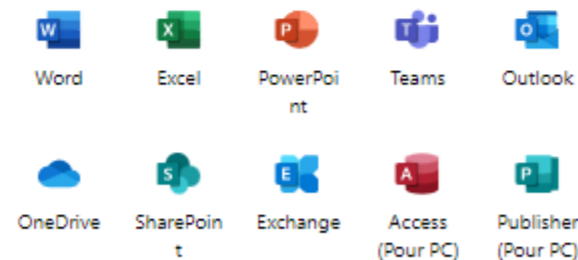 W X P T O
Word Excel PowerPoi Teams Outlook
nt
S E A P
OneDrive SharePoin Exchange Access Publisher
t (Pour PC) (Pour PC)